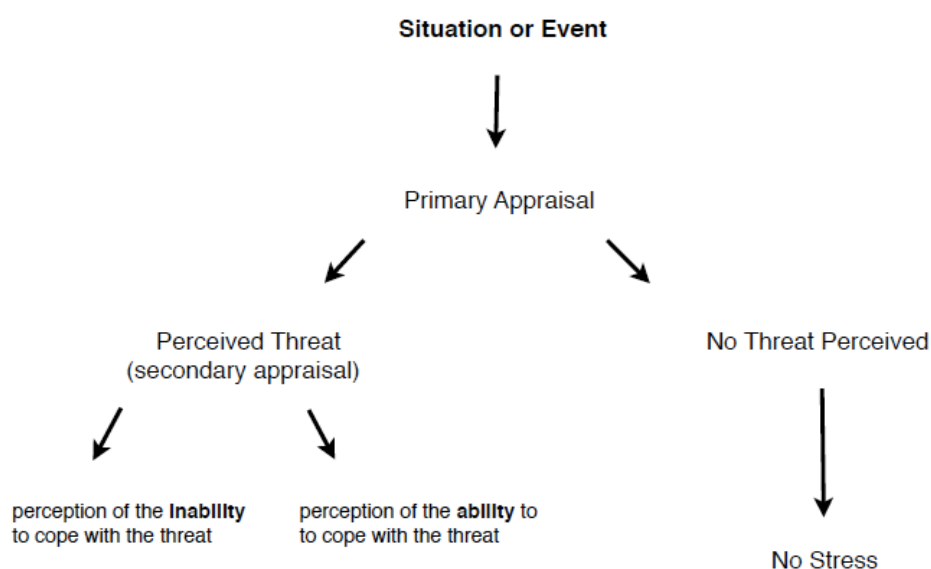 Situation or Event
Primary Appraisal
Perceived Threat
(secondary appraisal)
No Threat Perceived
perception of the inability
to cope with the threat
perception of the ability to
to cope with the threat
No Stress